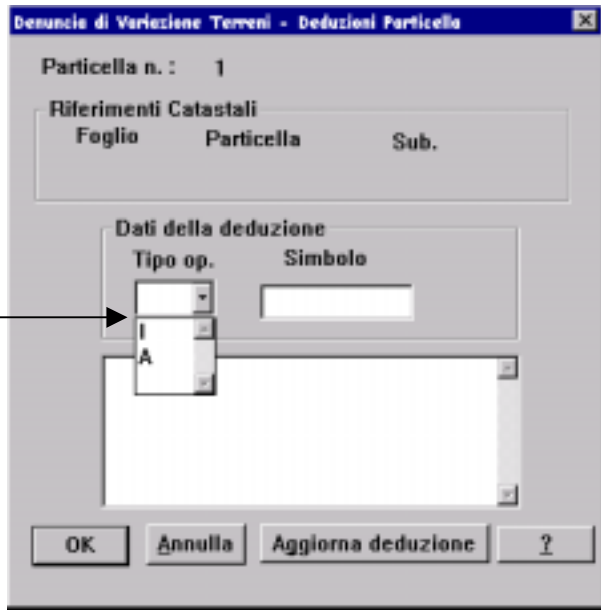 Denuncia di Variazione Terreni - Deduzioni Particella
Particella n. : 1
Riferimenti Catastali
Foglio Particella Sub.
Dati della deduzione
Tipo op. Simbolo
I
A
OK Annulla Aggiorna deduzione ?